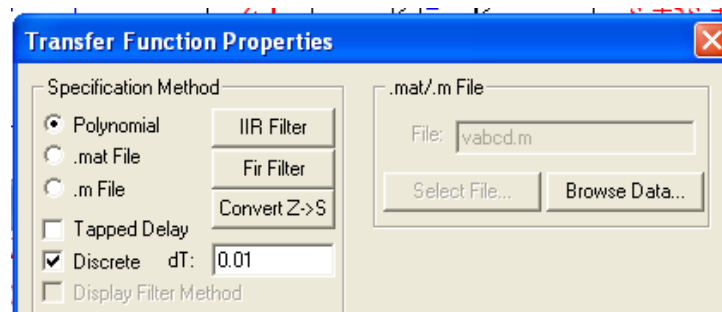 Transfer Function Properties
Specification Method
Polynomial
IIR Filter
.mat File
Fir Filter
.m File
Convert Z->S
Tapped Delay
Discrete dT: 0.01
Display Filter Method
.mat/.m File
File: vabcd.m
Select File...
Browse Data...